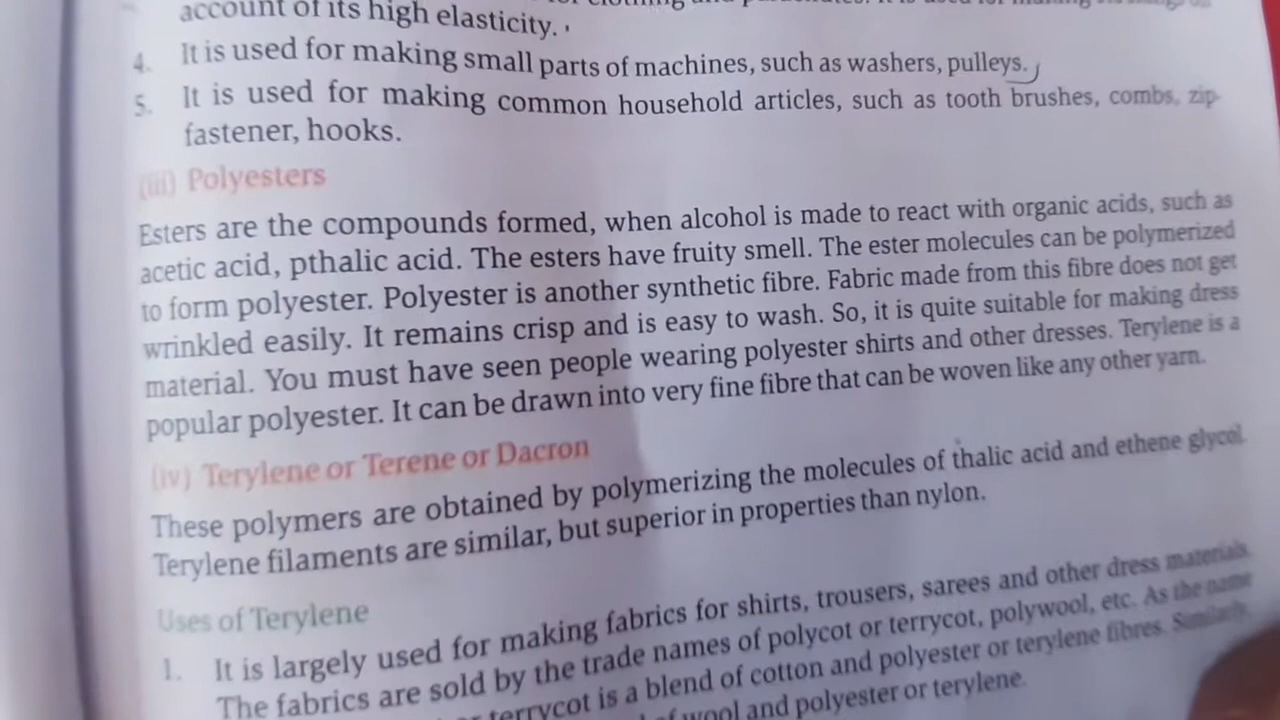 account of its high elasticity.
4. It is used for making small parts of machines, such as washers, pulleys.
5. It is used for making common household articles, such as tooth brushes, combs, zip-
fastener, hooks.
(iii) Polyesters
Esters are the compounds formed, when alcohol is made to react with organic acids, such as
acetic acid, pthalic acid. The esters have fruity smell. The ester molecules can be polymerized
to form polyester. Polyester is another synthetic fibre. Fabric made from this fibre does not get
wrinkled easily. It remains crisp and is easy to wash. So, it is quite suitable for making dress
material. You must have seen people wearing polyester shirts and other dresses. Terylene is a
popular polyester. It can be drawn into very fine fibre that can be woven like any other yarn.
(iv) Terylene or Terene or Dacron
These polymers are obtained by polymerizing the molecules of thalic acid and ethene glycol.
Terylene filaments are similar, but superior in properties than nylon.
Uses of Terylene
1. It is largely used for making fabrics for shirts, trousers, sarees and other dress materials.
The fabrics are sold by the trade names of polycot or terrycot, polywool, etc. As the name
terrycot is a blend of cotton and polyester or terylene fibres. Similarly,
wool and polyester or terylene.